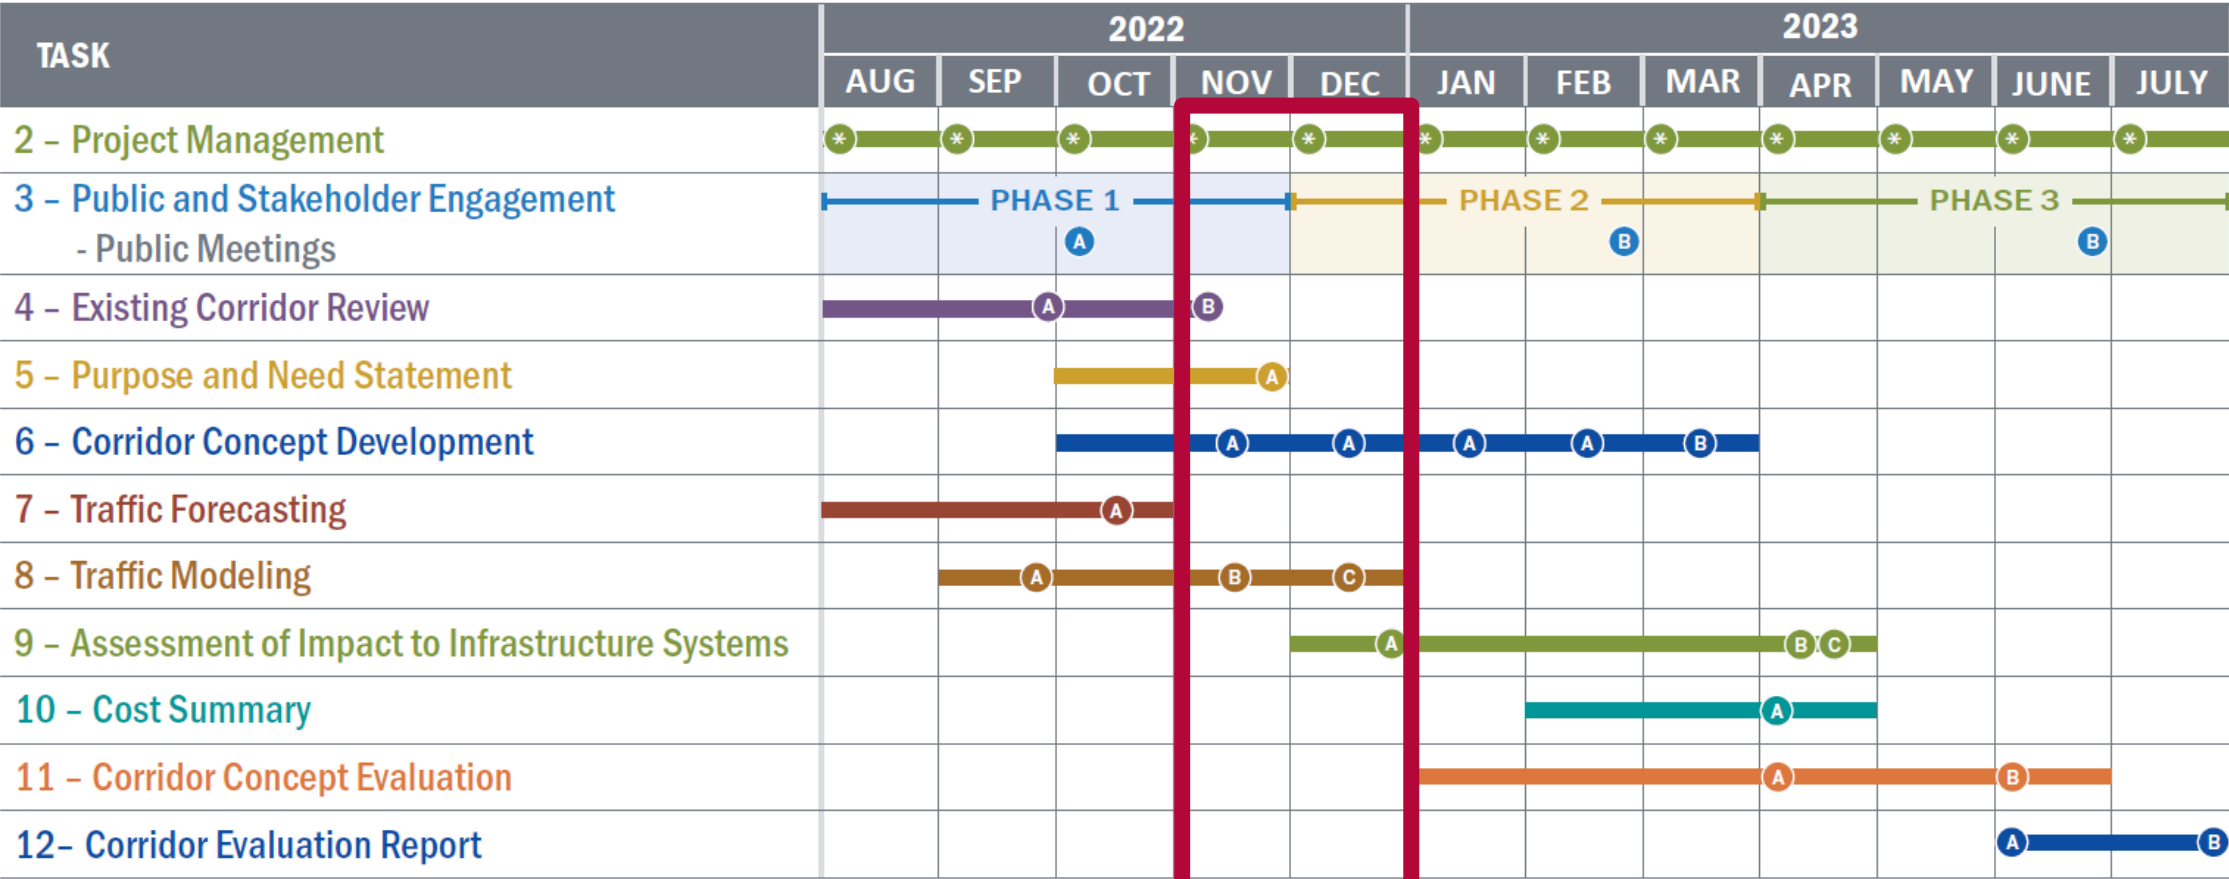 TASK
2022
2023
AUG SEP OCT NOV DEC JAN FEB MAR APR MAY JUNE JULY
2 – Project Management
* * * * * * * * * * * *
3 – Public and Stakeholder Engagement
PHASE 1 PHASE 2 PHASE 3
- Public Meetings
A B B
4 – Existing Corridor Review
A B
5 – Purpose and Need Statement
A
6 – Corridor Concept Development
A A A A B
7 – Traffic Forecasting
A
8 – Traffic Modeling
A B C
9 – Assessment of Impact to Infrastructure Systems
A B C
10 – Cost Summary
A
11 – Corridor Concept Evaluation
A B
12– Corridor Evaluation Report
A B